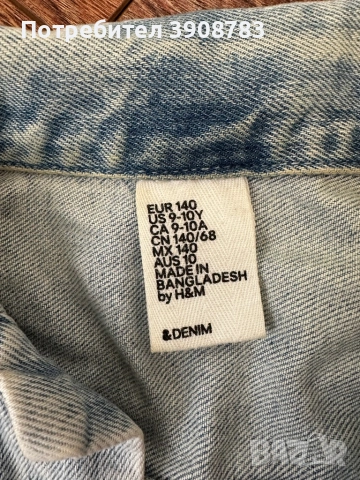 Потребител 3908783
EUR 140
US 9-10Y
CA 9-10A
CN 140/68
MX 140
AUS 10
MADE IN
BANGLADESH
by H&M
&DENIM
BAZAR